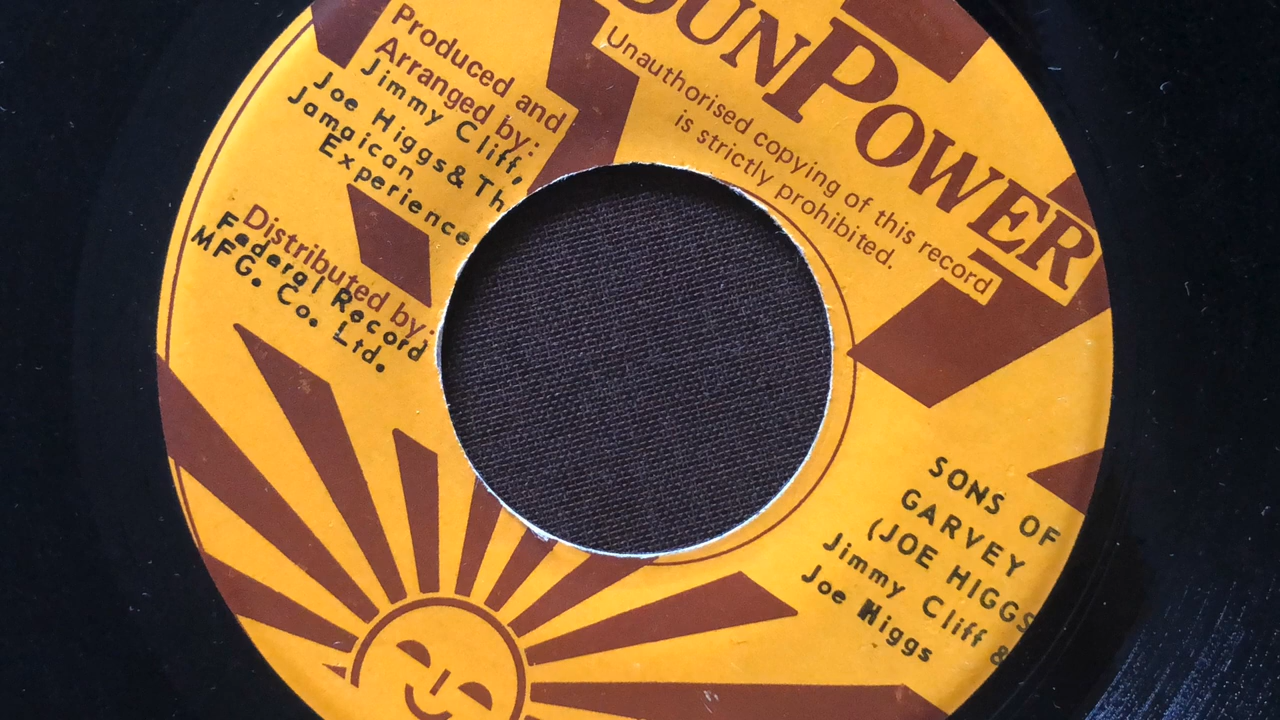 SUNPOWER
Unauthorised copying of this record
is strictly prohibited.
Produced and
Arranged by:
Jimmy Cliff,
Joe Higgs& Th
Jamaican
Experience
Distributed by:
Federal Record
MFG. Co. Ltd.
SONS OF
GARVEY
(JOE HIGGS
Jimmy Cliff &
Joe Higgs